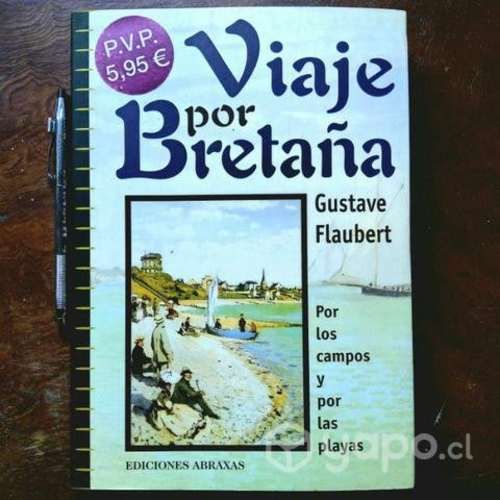 P.V.P.
5,95 €
Viaje
por
Bretaña
Gustave
Flaubert
Por
los
campos
y
por
las
playas
EDICIONES ABRAXAS
yapo.cl